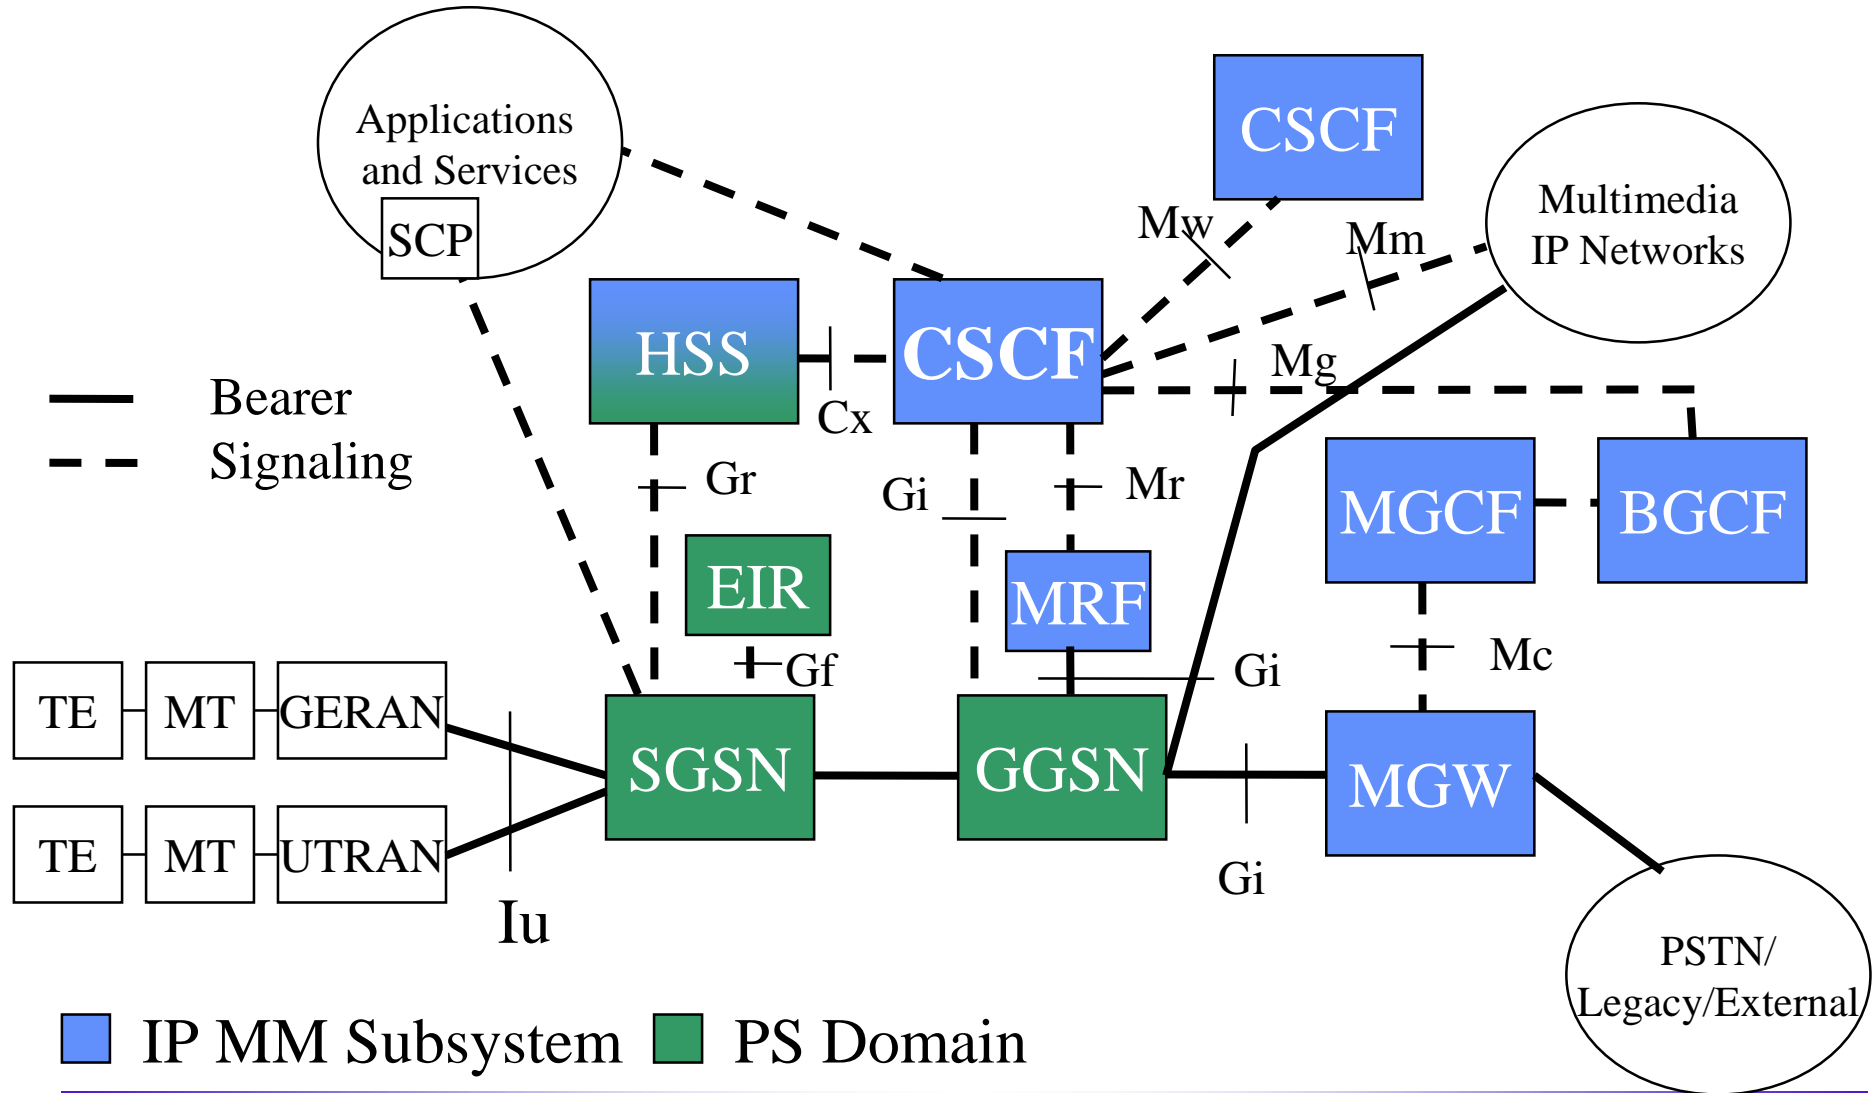 Applications
and Services
SCP
CSCF
Multimedia
IP Networks
Mw
Mm
HSS
CSCF
Cx
Mg
Bearer
Signaling
Gr
Gi
Mr
MGCF
BGCF
EIR
MRF
Gf
Gi
Mc
TE
MT
GERAN
SGSN
GGSN
MGW
TE
MT
UTRAN
Iu
Gi
PSTN/
Legacy/External
IP MM Subsystem
PS Domain